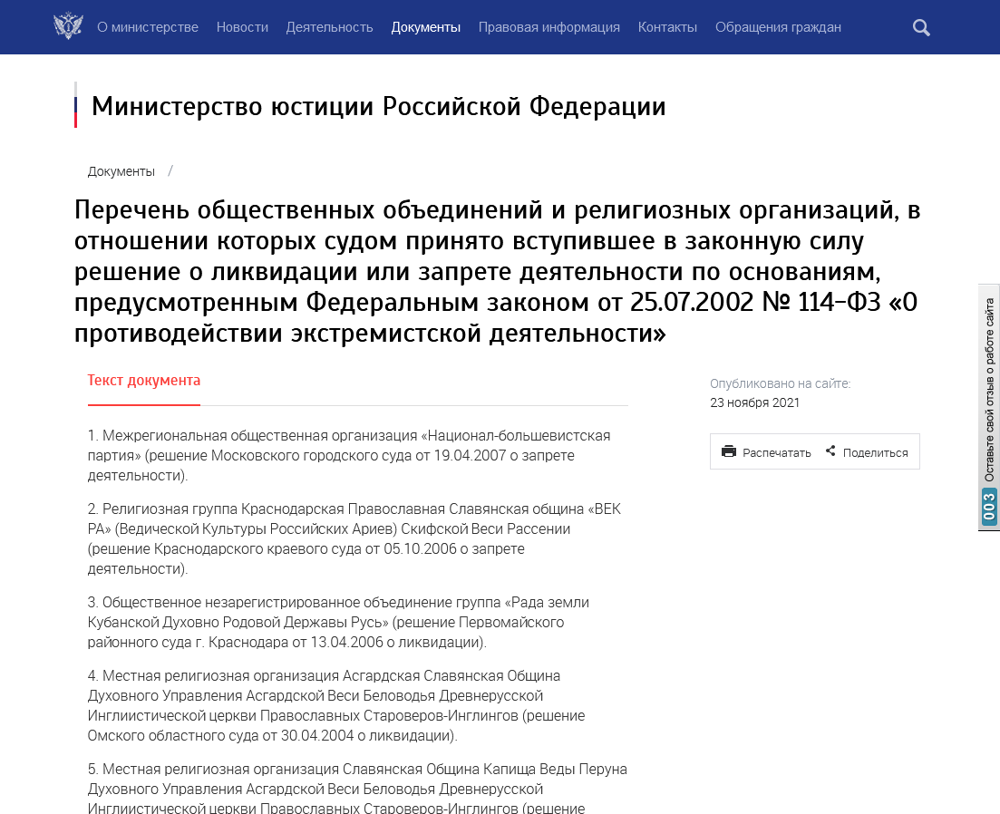 О министерстве Новости Деятельность Документы Правовая информация Контакты Обращения граждан
Министерство юстиции Российской Федерации
Документы /
Перечень общественных объединений и религиозных организаций, в
отношении которых судом принято вступившее в законную силу
решение о ликвидации или запрете деятельности по основаниям,
предусмотренным Федеральным законом от 25.07.2002 № 114-ФЗ «О
противодействии экстремистской деятельности»
Текст документа
1. Межрегиональная общественная организация «Национал-большевистская
партия» (решение Московского городского суда от 19.04.2007 о запрете
деятельности).
2. Религиозная группа Краснодарская Православная Славянская община «ВЕК
РА» (Ведической Культуры Российских Ариев) Скифской Веси Рассении
(решение Краснодарского краевого суда от 05.10.2006 о запрете
деятельности).
3. Общественное незарегистрированное объединение группа «Рада земли
Кубанской Духовно Родовой Державы Русь» (решение Первомайского
районного суда г. Краснодара от 13.04.2006 о ликвидации).
4. Местная религиозная организация Асгардская Славянская Община
Духовного Управления Асгардской Веси Беловодья Древнерусской
Инглиистической церкви Православных Староверов-Инглингов (решение
Омского областного суда от 30.04.2004 о ликвидации).
5. Местная религиозная организация Славянская Община Капища Веды Перуна
Духовного Управления Асгардской Веси Беловодья Древнерусской
Инглиистической церкви Православных Староверов-Инглингов (решение
Опубликовано на сайте:
23 ноября 2021
Распечатать Поделиться
Оставьте свой отзыв о работе сайта
003